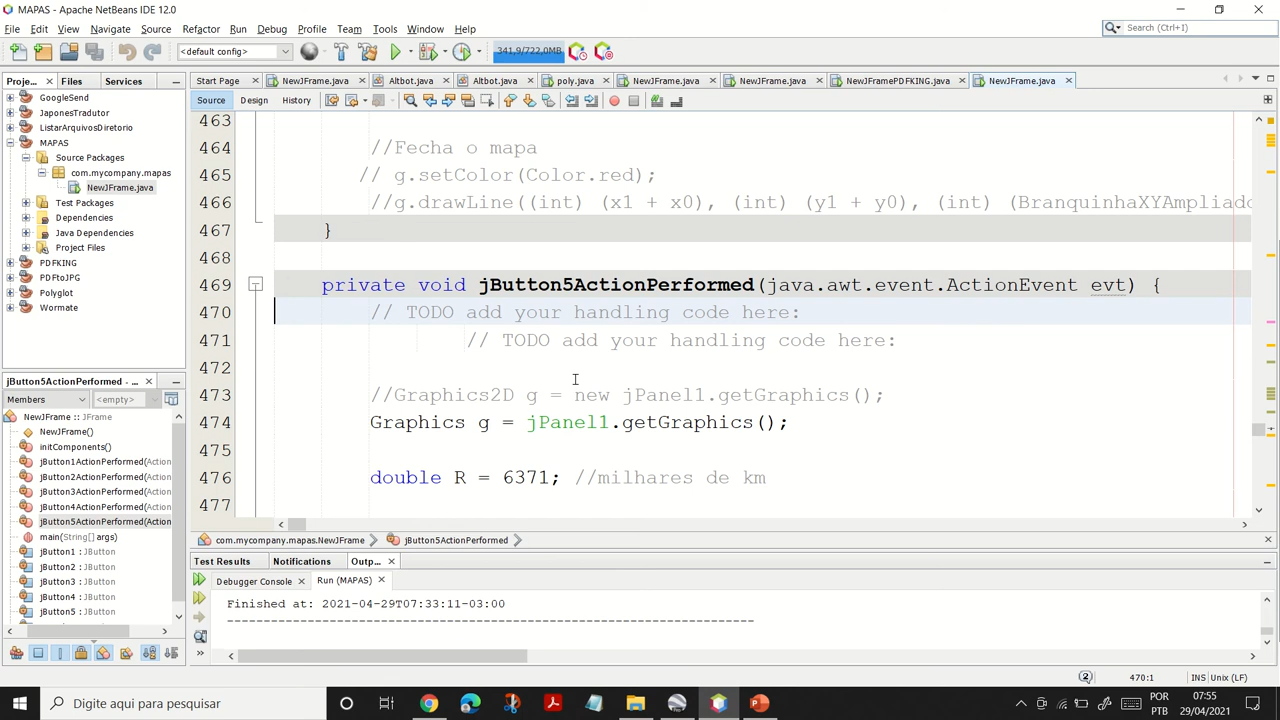 MAPAS - Apache NetBeans IDE 12.0
File Edit View Navigate Source Refactor Run Debug Profile Team Tools Window Help
Search (Ctrl+I)
<default config>
341,9/722,0MB
Proje... Files Services
Start Page NewJFrame.java Altbot.java Altbot.java poly.java NewJFrame.java NewJFrame.java NewJFramePDFKING.java NewJFrame.java
Source Design History
GoogleSend
JaponesTradutor
ListarArquivosDiretorio
MAPAS
Source Packages
com.mycompany.mapas
NewJFrame.java
Test Packages
Dependencies
Java Dependencies
Project Files
PDFKING
PDFtoJPG
Polyglot
Wormate
463
464 //Fecha o mapa
465 // g.setColor(Color.red);
466 //g.drawLine((int) (x1 + x0), (int) (y1 + y0), (int) (BranquinhaXYAmpliado
467 }
468
469 private void jButton5ActionPerformed(java.awt.event.ActionEvent evt) {
470 // TODO add your handling code here:
471 // TODO add your handling code here:
472
473 //Graphics2D g = new jPanel1.getGraphics();
474 Graphics g = jPanel1.getGraphics();
475
476 double R = 6371; //milhares de km
477
jButton5ActionPerformed - ...
Members <empty>
NewJFrame :: JFrame
NewJFrame()
initComponents()
jButton1ActionPerformed(Action
jButton2ActionPerformed(Action
jButton3ActionPerformed(Action
jButton4ActionPerformed(Action
jButton5ActionPerformed(Action
main(String[] args)
jButton1 : JButton
jButton2 : JButton
jButton3 : JButton
jButton4 : JButton
jButton5 : JButton
com.mycompany.mapas.NewJFrame jButton5ActionPerformed
Test Results Notifications Outp...
Debugger Console Run (MAPAS)
Finished at: 2021-04-29T07:33:11-03:00
------------------------------------------------------------------------
2 470:1 INS Unix (LF)
Digite aqui para pesquisar
POR
PTB
07:55
29/04/2021